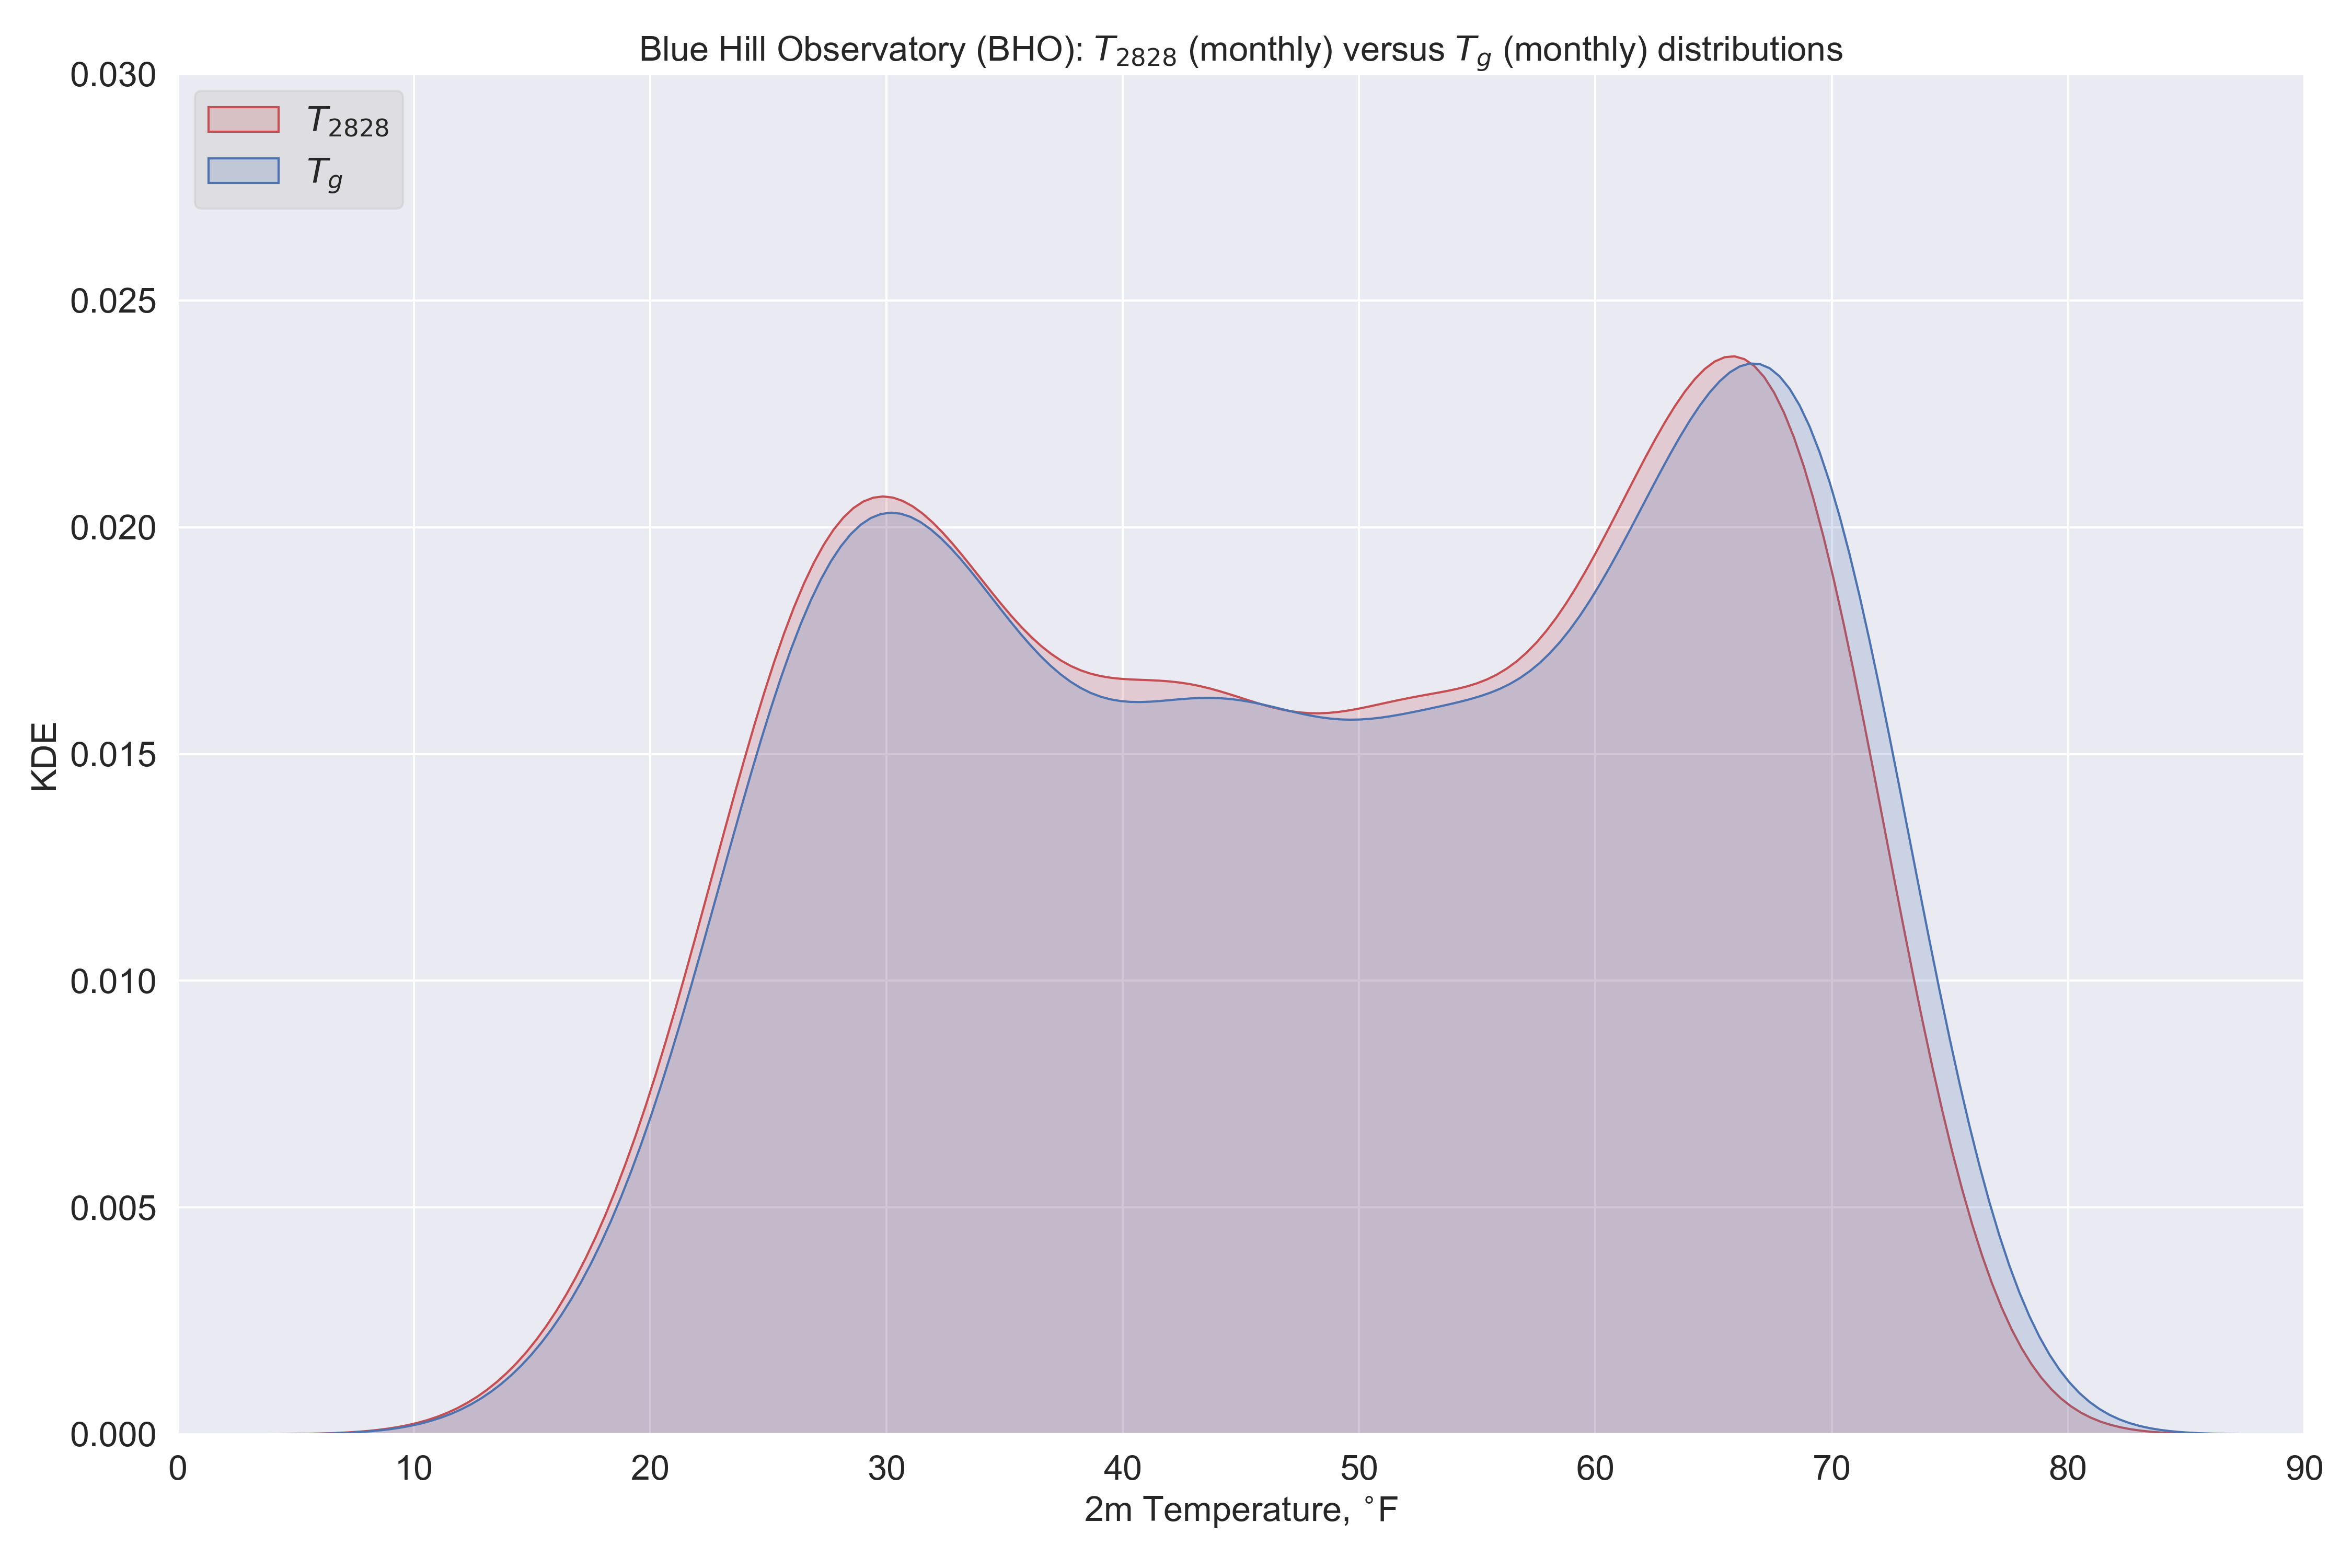 Blue Hill Observatory (BHO): T2828 (monthly) versus Tg (monthly) distributions
T2828
Tg
0.030
0.025
0.020
0.015
0.010
0.005
0.000
KDE
0 10 20 30 40 50 60 70 80 90
2m Temperature, °F